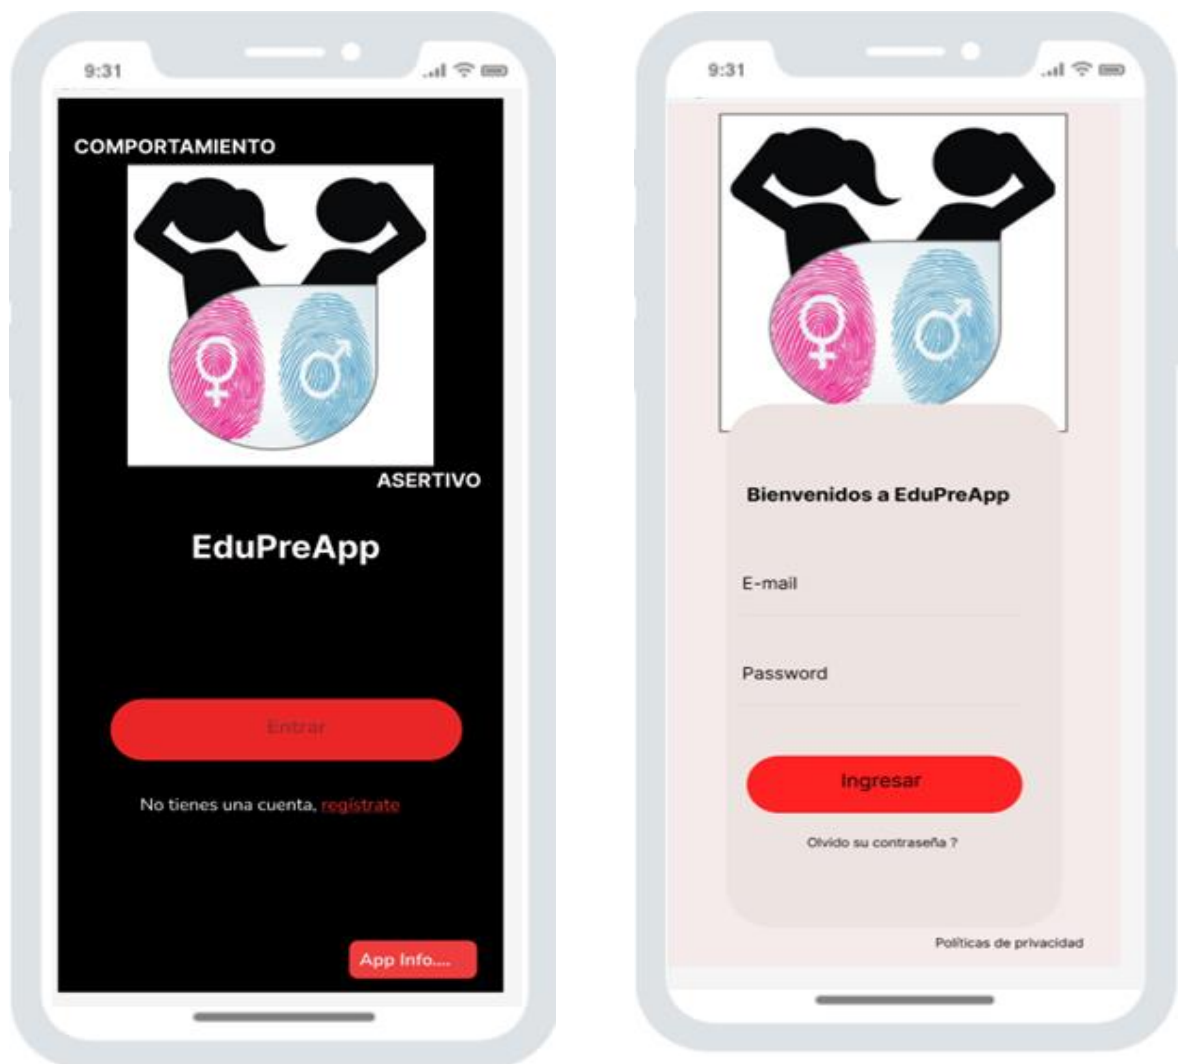 9:31
COMPORTAMIENTO
ASERTIVO
EduPreApp
Entrar
No tienes una cuenta, regístrate
App Info....
9:31
Bienvenidos a EduPreApp
E-mail
Password
Ingresar
Olvido su contraseña ?
Políticas de privacidad